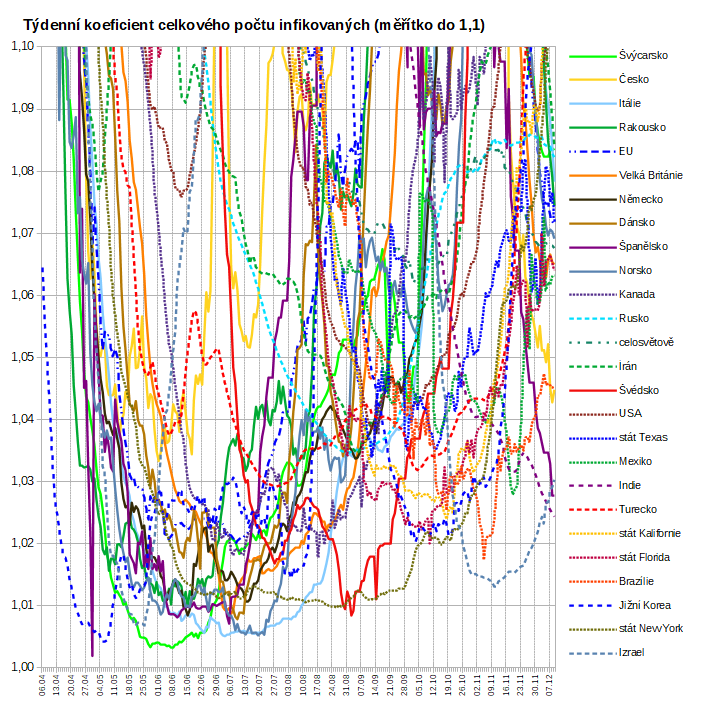 Týdenní koeficient celkového počtu infikovaných (měřítko do 1,1)
1,10
1,09
1,08
1,07
1,06
1,05
1,04
1,03
1,02
1,01
1,00
06.04
13.04
20.04
27.04
04.05
11.05
18.05
25.05
01.06
08.06
15.06
22.06
29.06
06.07
13.07
20.07
27.07
03.08
10.08
17.08
24.08
31.08
07.09
14.09
21.09
28.09
05.10
12.10
19.10
26.10
02.11
09.11
16.11
23.11
30.11
07.12
Švýcarsko
Česko
Itálie
Rakousko
EU
Velká Británie
Německo
Dánsko
Španělsko
Norsko
Kanada
Rusko
celosvětově
Írán
Švédsko
USA
stát Texas
Mexiko
Indie
Turecko
stát Kalifornie
stát Florida
Brazílie
Jižní Korea
stát NewYork
Izrael